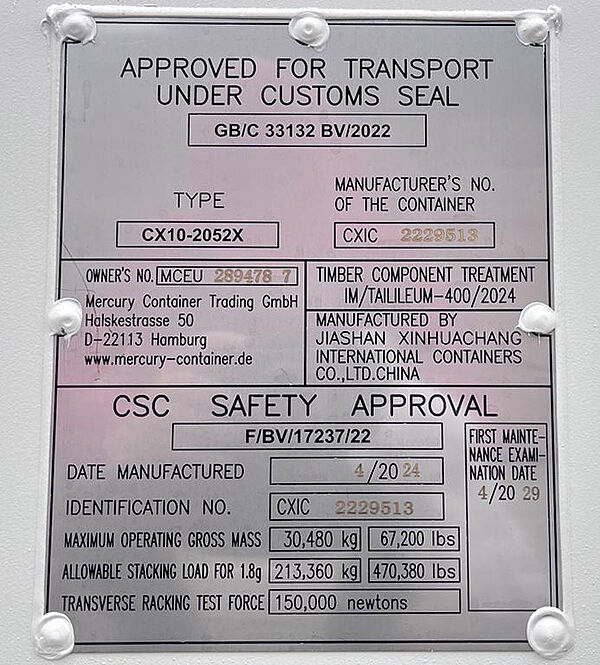 APPROVED FOR TRANSPORT
UNDER CUSTOMS SEAL
GB/C 33132 BV/2022
TYPE
CX10-2052X
MANUFACTURER'S NO.
OF THE CONTAINER
CXIC 2229513
OWNER'S NO. MCEU 289478 7
Mercury Container Trading GmbH
Halskestrasse 50
D-22113 Hamburg
www.mercury-container.de
TIMBER COMPONENT TREATMENT
IM/TAILILEUM-400/2024
MANUFACTURED BY
JIASHAN XINHUACHANG
INTERNATIONAL CONTAINERS
CO.,LTD.CHINA
CSC SAFETY APPROVAL
F/BV/17237/22
DATE MANUFACTURED 4/20 24
IDENTIFICATION NO. CXIC 2229513
MAXIMUM OPERATING GROSS MASS 30,480 kg 67,200 lbs
ALLOWABLE STACKING LOAD FOR 1.8g 213,360 kg 470,380 lbs
TRANSVERSE RACKING TEST FORCE 150,000 newtons
FIRST MAINTE-
NANCE EXAMI-
NATION DATE
4/20 29